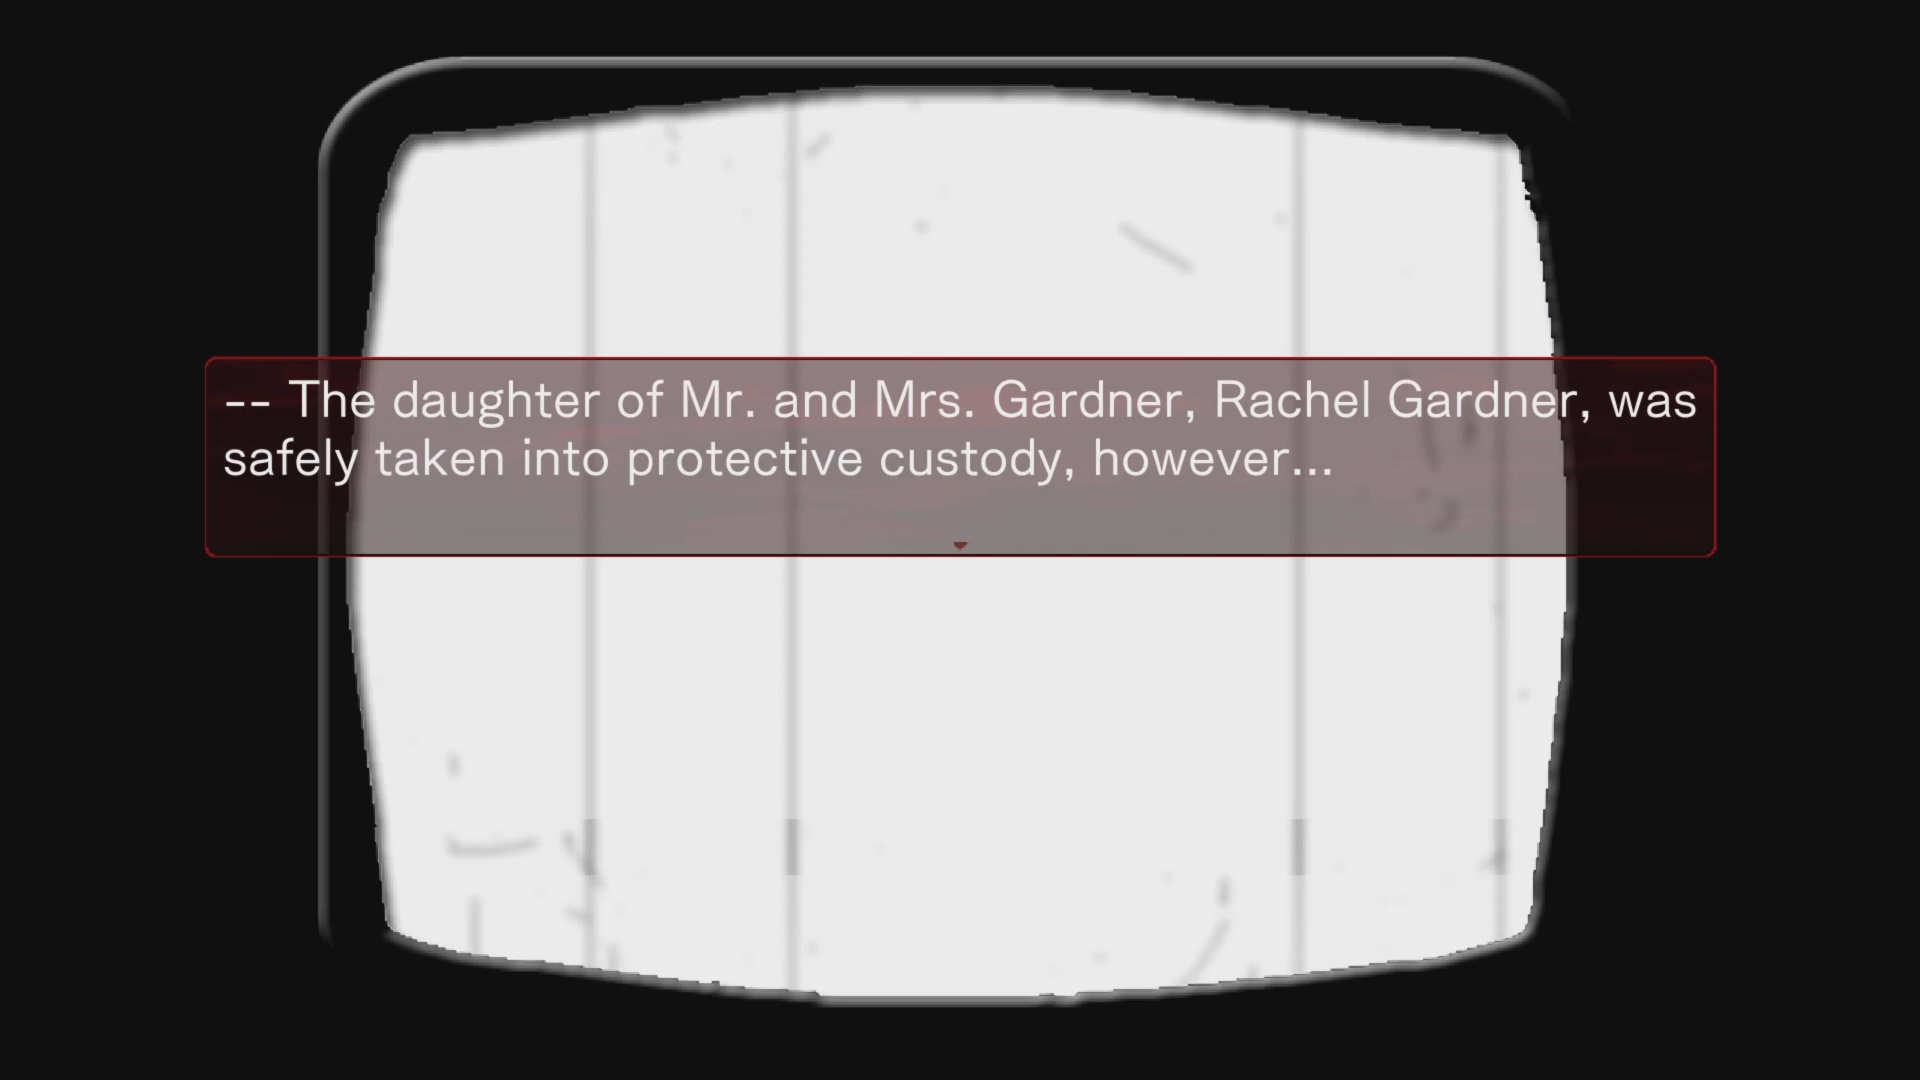 -- The daughter of Mr. and Mrs. Gardner, Rachel Gardner, was
safely taken into protective custody, however...